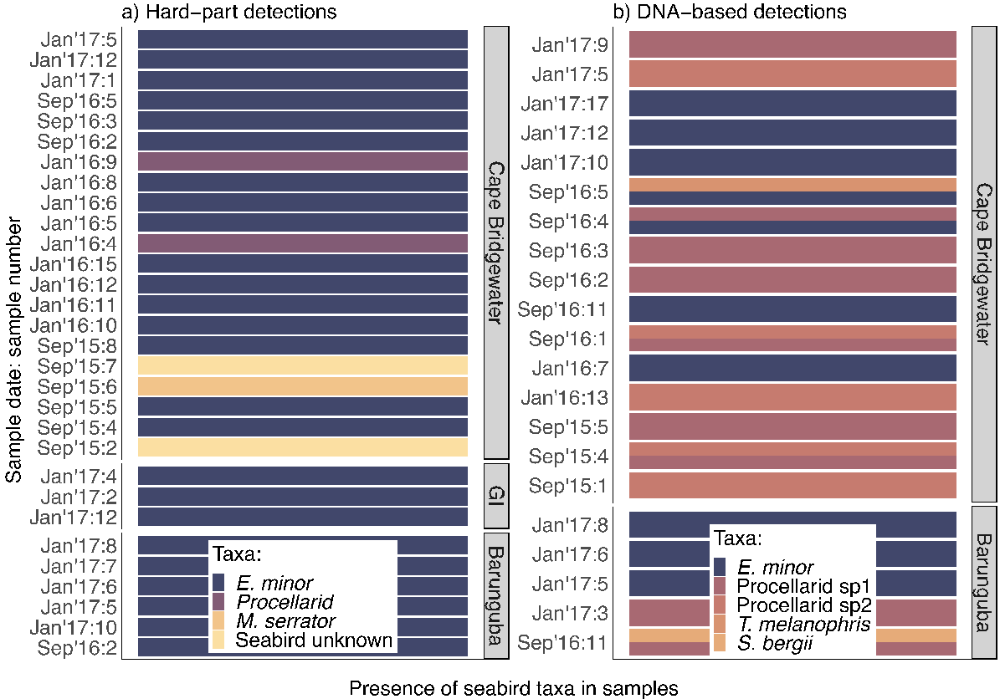 a) Hard−part detections
Jan'17:5
Jan'17:12
Jan'17:1
Sep'16:5
Sep'16:3
Sep'16:2
Jan'16:9
Jan'16:8
Jan'16:6
Jan'16:5
Jan'16:4
Jan'16:15
Jan'16:12
Jan'16:11
Jan'16:10
Sep'15:8
Sep'15:7
Sep'15:6
Sep'15:5
Sep'15:4
Sep'15:2
Cape Bridgewater
Jan'17:4
Jan'17:2
Jan'17:12
GI
Jan'17:8
Jan'17:7
Jan'17:6
Jan'17:5
Jan'17:10
Sep'16:2
Barunguba
Taxa:
E. minor
Procellarid
M. serrator
Seabird unknown
Sample date: sample number
b) DNA−based detections
Jan'17:9
Jan'17:5
Jan'17:17
Jan'17:12
Jan'17:10
Sep'16:5
Sep'16:4
Sep'16:3
Sep'16:2
Sep'16:11
Sep'16:1
Jan'16:7
Jan'16:13
Sep'15:5
Sep'15:4
Sep'15:1
Cape Bridgewater
Jan'17:8
Jan'17:6
Jan'17:5
Jan'17:3
Sep'16:11
Barunguba
Taxa:
E. minor
Procellarid sp1
Procellarid sp2
T. melanophris
S. bergii
Presence of seabird taxa in samples